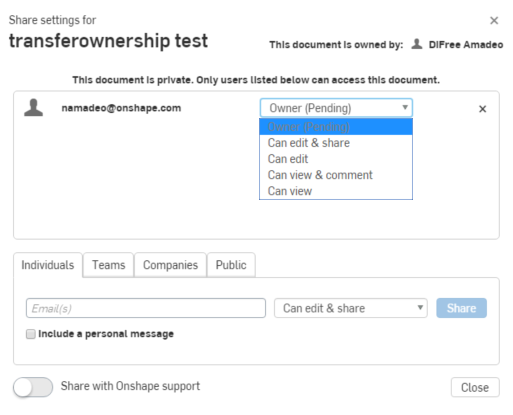 Share settings for
transferownership test
This document is owned by: DiFree Amadeo
This document is private. Only users listed below can access this document.
namadeo@onshape.com
Owner (Pending)
Owner (Pending)
Can edit & share
Can edit
Can view & comment
Can view
Individuals Teams Companies Public
Email(s)
Can edit & share
Share
Include a personal message
Share with Onshape support
Close